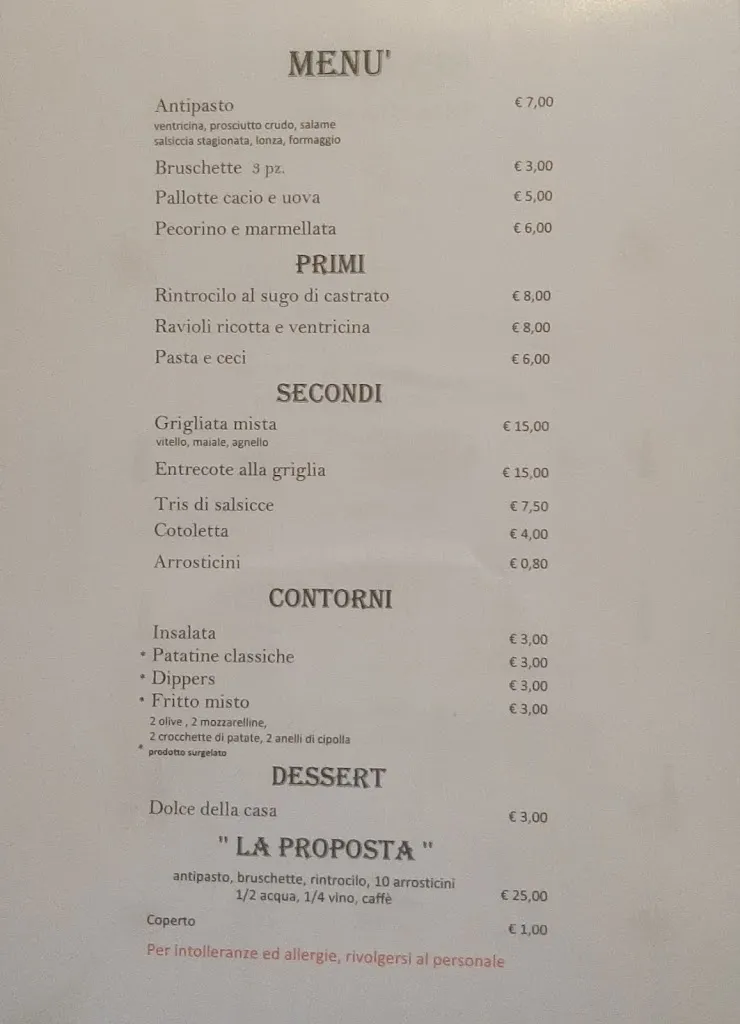 MENU'
Antipasto € 7,00
ventricina, prosciutto crudo, salame
salsiccia stagionata, lonza, formaggio
Bruschette 3 pz. € 3,00
Pallotte cacio e uova € 5,00
Pecorino e marmellata € 6,00
PRIMI
Rintrocilo al sugo di castrato € 8,00
Ravioli ricotta e ventricina € 8,00
Pasta e ceci € 6,00
SECONDI
Grigliata mista € 15,00
vitello, maiale, agnello
Entrecote alla griglia € 15,00
Tris di salsicce € 7,50
Cotoletta € 4,00
Arrosticini € 0,80
CONTORNI
Insalata € 3,00
* Patatine classiche € 3,00
* Dippers € 3,00
* Fritto misto € 3,00
2 olive , 2 mozzarelline,
2 crocchette di patate, 2 anelli di cipolla
* prodotto surgelato
DESSERT
Dolce della casa € 3,00
" LA PROPOSTA "
antipasto, bruschette, rintrocilo, 10 arrosticini
1/2 acqua, 1/4 vino, caffè € 25,00
Coperto € 1,00
Per intolleranze ed allergie, rivolgersi al personale